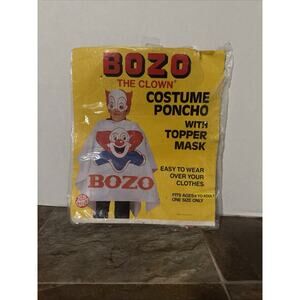 BOZO
THE CLOWN
COSTUME
PONCHO
WITH
TOPPER
MASK
EASY TO WEAR
OVER YOUR
CLOTHES
FITS AGES 4 TO ADULT
ONE SIZE ONLY
BOZO